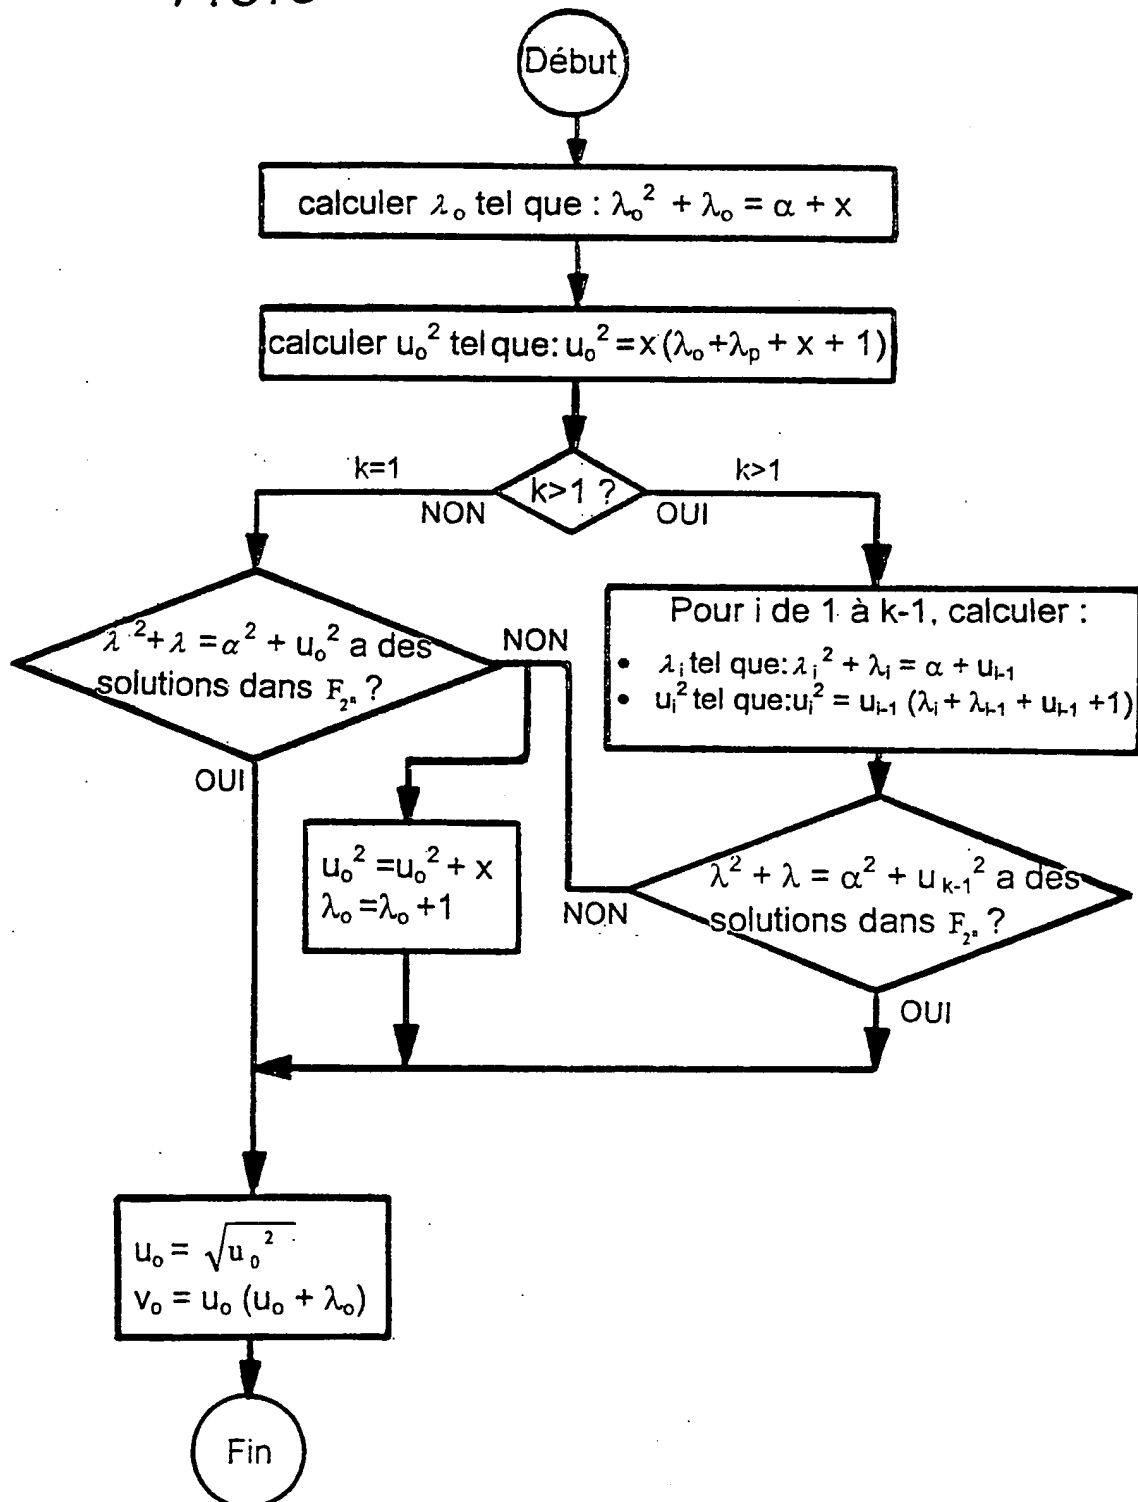 Début
calculer λ₀ tel que : λ₀² + λ₀ = α + x
calculer u₀² tel que: u₀² = x(λ₀+λₚ + x + 1)
k=1
k>1
k>1 ?
NON
OUI
λ² + λ = α² + u₀² a des
solutions dans F₂ⁿ ?
NON
OUI
Pour i de 1 à k-1, calculer :
• λᵢ tel que: λᵢ² + λᵢ = α + uᵢ₋₁
• uᵢ² tel que: uᵢ² = uᵢ₋₁ (λᵢ + λᵢ₋₁ + uᵢ₋₁ +1)
u₀² = u₀² + x
λ₀ = λ₀ +1
λ² + λ = α² + uₖ₋₁² a des
solutions dans F₂ⁿ ?
NON
OUI
u₀ = √u₀²
v₀ = u₀ (u₀ + λ₀)
Fin